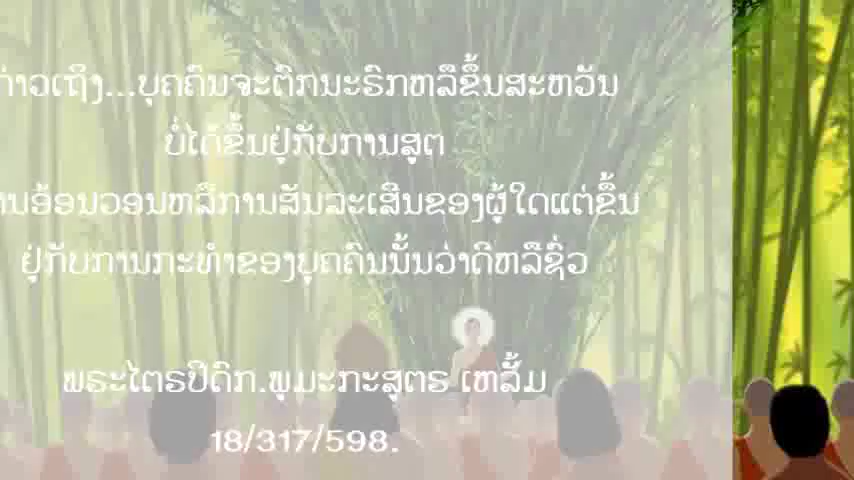 ກ່າວເຖິງ...ບຸຄຄົນຈະຕົກນະຣົກຫລືຂຶ້ນສະຫວັນ
ບໍ່ໄດ້ຂຶ້ນຢູ່ກັບການສູຕ
ການອ້ອນວອນຫລືການສັນລະເສີນຂອງຜູ້ໃດແຕ່ຂຶ້ນ
ຢູ່ກັບການກະທຳຂອງບຸຄຄົນນັ້ນວ່າດີຫລືຊົ່ວ
ພຣະໄຕຣປິດົກ.ພຸມະກະສູຕຣ ເຫລັ້ມ
18/317/598.